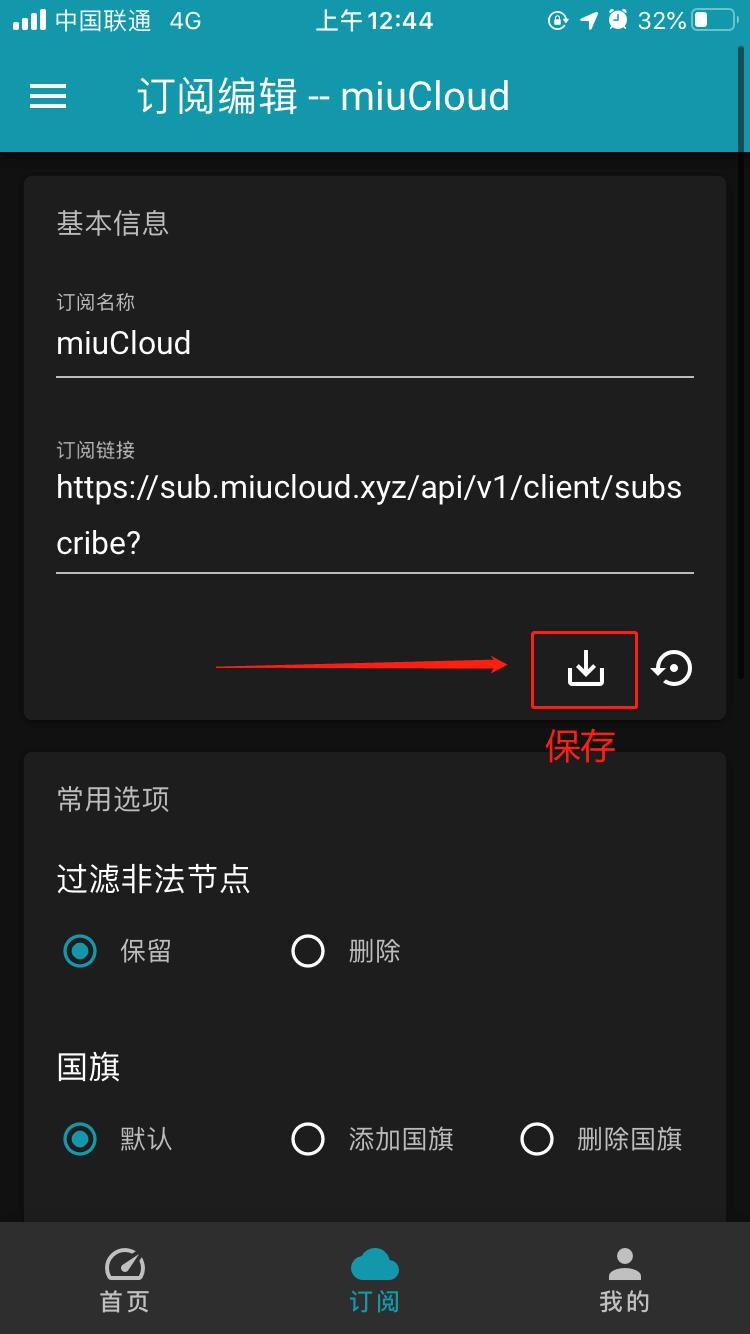 中国联通 4G 上午12:44 32%
订阅编辑 -- miuCloud
基本信息
订阅名称
miuCloud
订阅链接
https://sub.miucloud.xyz/api/v1/client/subs
cribe?
保存
常用选项
过滤非法节点
保留 删除
国旗
默认 添加国旗 删除国旗
首页 订阅 我的